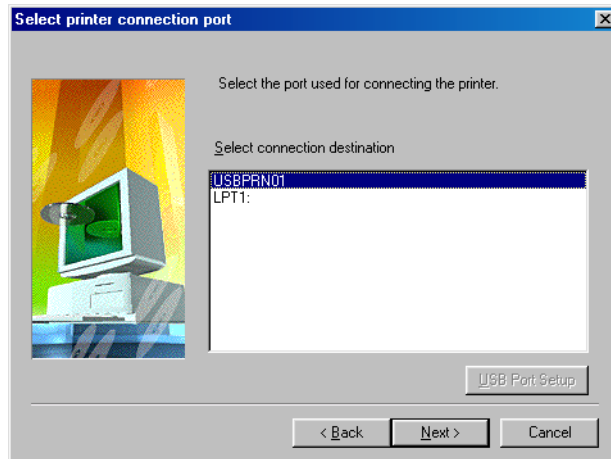 Select printer connection port
Select the port used for connecting the printer.
Select connection destination
USBPRN01
LPT1:
USB Port Setup
< Back
Next >
Cancel